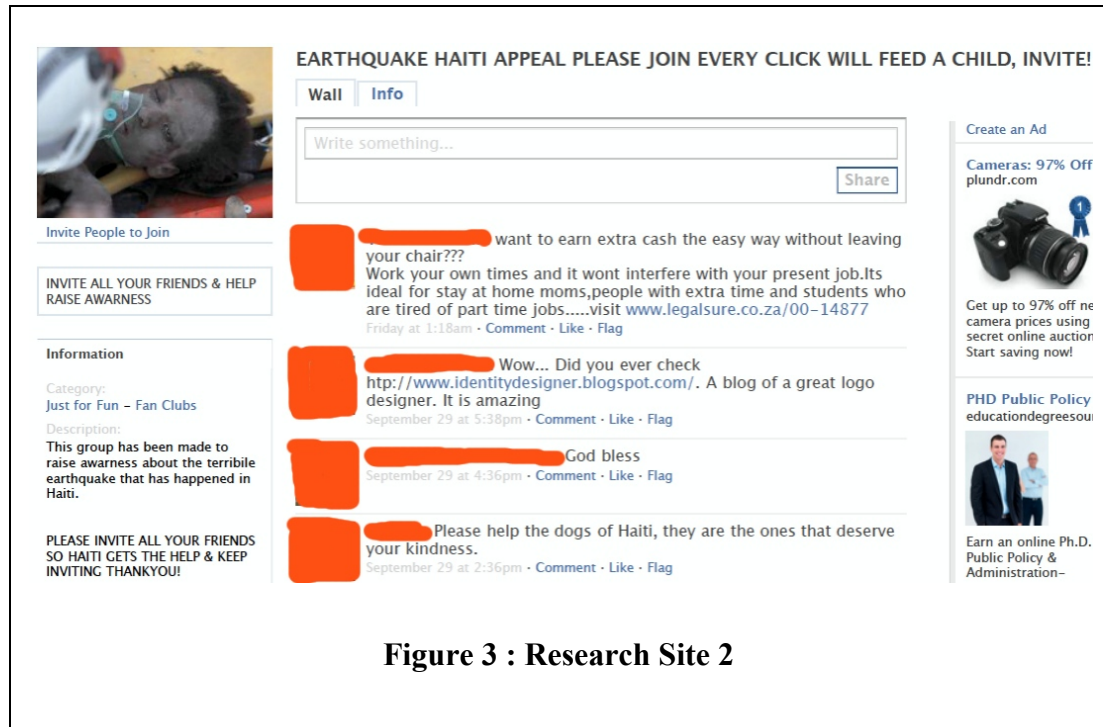 EARTHQUAKE HAITI APPEAL PLEASE JOIN EVERY CLICK WILL FEED A CHILD, INVITE!
Wall
Info
Write something...
Share
Invite People to Join
INVITE ALL YOUR FRIENDS & HELP
RAISE AWARNESS
Information
Category:
Just for Fun – Fan Clubs
Description:
This group has been made to
raise awarness about the terribile
earthquake that has happened in
Haiti.
PLEASE INVITE ALL YOUR FRIENDS
SO HAITI GETS THE HELP & KEEP
INVITING THANKYOU!
want to earn extra cash the easy way without leaving
your chair???
Work your own times and it wont interfere with your present job.Its
ideal for stay at home moms,people with extra time and students who
are tired of part time jobs.....visit www.legalsure.co.za/00-14877
Friday at 1:18am · Comment · Like · Flag
Wow... Did you ever check
htp://www.identitydesigner.blogspot.com/. A blog of a great logo
designer. It is amazing
September 29 at 5:38pm · Comment · Like · Flag
God bless
September 29 at 4:36pm · Comment · Like · Flag
Please help the dogs of Haiti, they are the ones that deserve
your kindness.
September 29 at 2:36pm · Comment · Like · Flag
Create an Ad
Cameras: 97% Off
plundr.com
1
Get up to 97% off
camera prices using
secret online
Start saving now!
PHD Public Policy
Earn an online Ph.D.
Public Policy &
Administration–
Figure 3 : Research Site 2